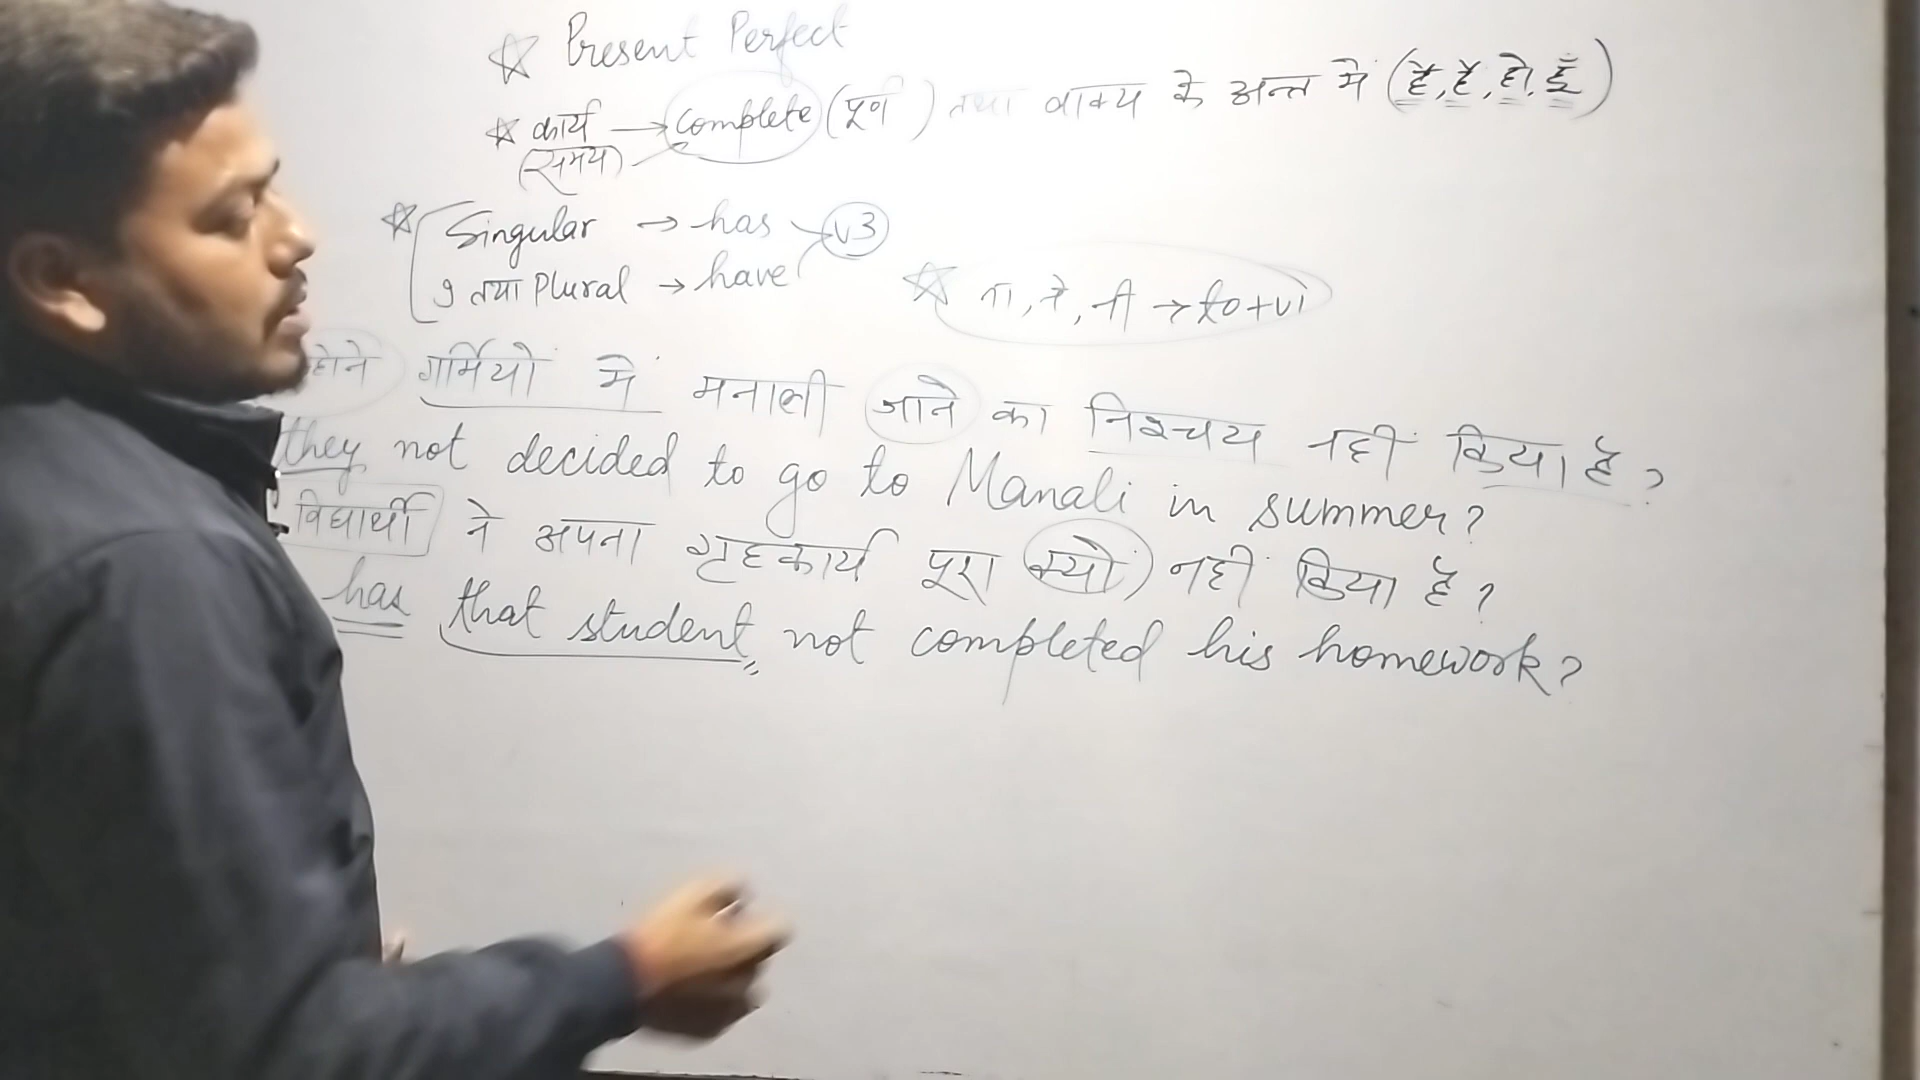 ☆ Present Perfect
☆ कार्य → Complete (पूर्ण) तथा वाक्य के अन्त में (है, हैं, हो, हूँ)
(समय)
☆ Singular → has v3
I तथा Plural → have
☆ ना, ने, नी → to+v1
होंने गर्मियों में मनाली जाने का निश्चय नहीं किया है?
they not decided to go to Manali in summer?
विद्यार्थी ने अपना गृहकार्य पूरा क्यों नहीं किया है?
has that student not completed his homework?